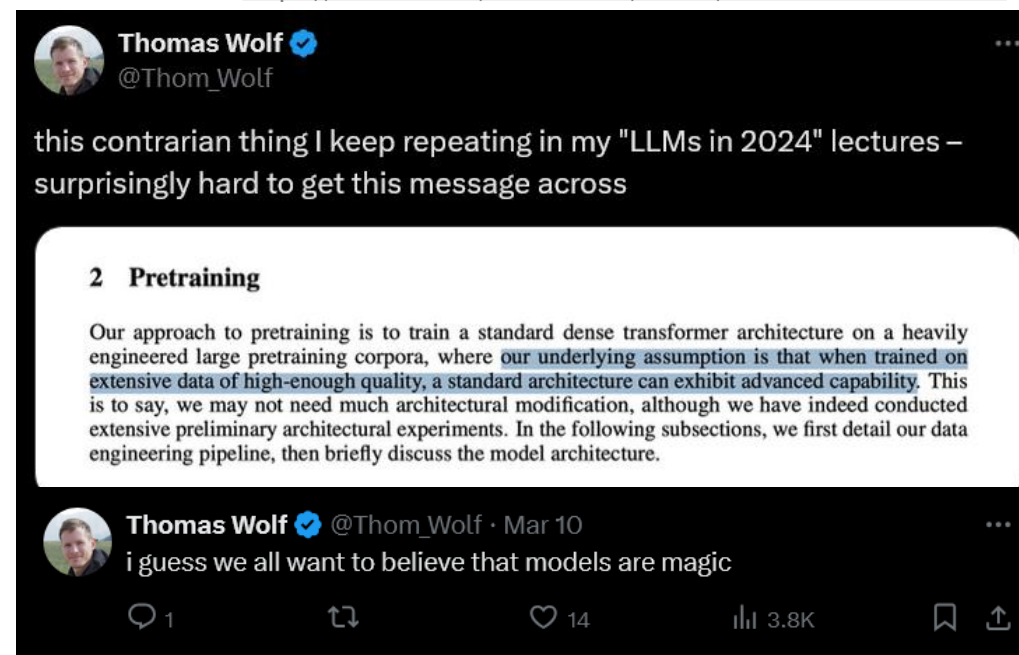 Thomas Wolf
@Thom_Wolf
this contrarian thing I keep repeating in my "LLMs in 2024" lectures –
surprisingly hard to get this message across
2 Pretraining
Our approach to pretraining is to train a standard dense transformer architecture on a heavily
engineered large pretraining corpora, where our underlying assumption is that when trained on
extensive data of high-enough quality, a standard architecture can exhibit advanced capability. This
is to say, we may not need much architectural modification, although we have indeed conducted
extensive preliminary architectural experiments. In the following subsections, we first detail our data
engineering pipeline, then briefly discuss the model architecture.
Thomas Wolf @Thom_Wolf · Mar 10
i guess we all want to believe that models are magic
1 14 3.8K